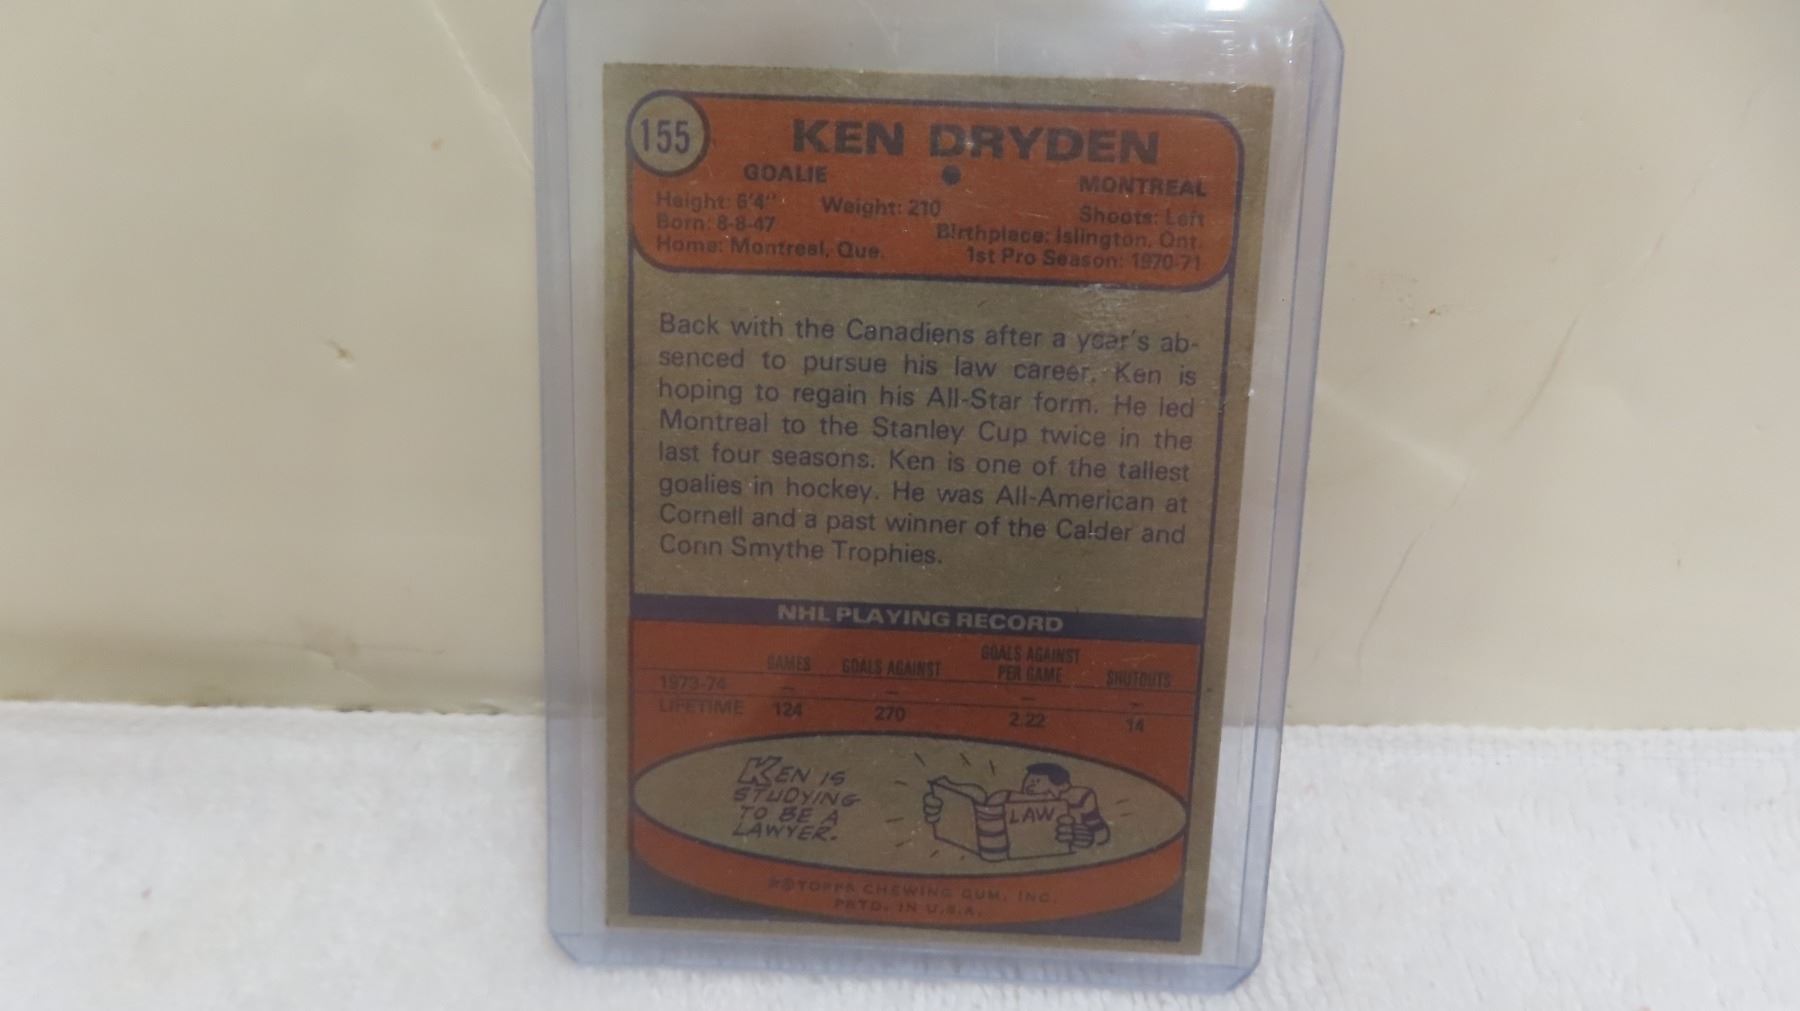 155
KEN DRYDEN
GOALIE MONTREAL
Height: 6'4" Weight: 210 Shoots: Left
Born: 8-8-47 Birthplace: Islington, Ont.
Home: Montreal, Que. 1st Pro Season: 1970-71
Back with the Canadiens after a year's ab-
senced to pursue his law career, Ken is
hoping to regain his All-Star form. He led
Montreal to the Stanley Cup twice in the
last four seasons. Ken is one of the tallest
goalies in hockey. He was All-American at
Cornell and a past winner of the Calder and
Conn Smythe Trophies.
NHL PLAYING RECORD
GAMES GOALS AGAINST GOALS AGAINST PER GAME SHUTOUTS
1973-74 — — — —
LIFETIME 124 270 2.22 14
KEN IS
STUDYING
TO BE A
LAWYER.
LAW
*©TOPPS CHEWING GUM, INC.
PRTD. IN U.S.A.